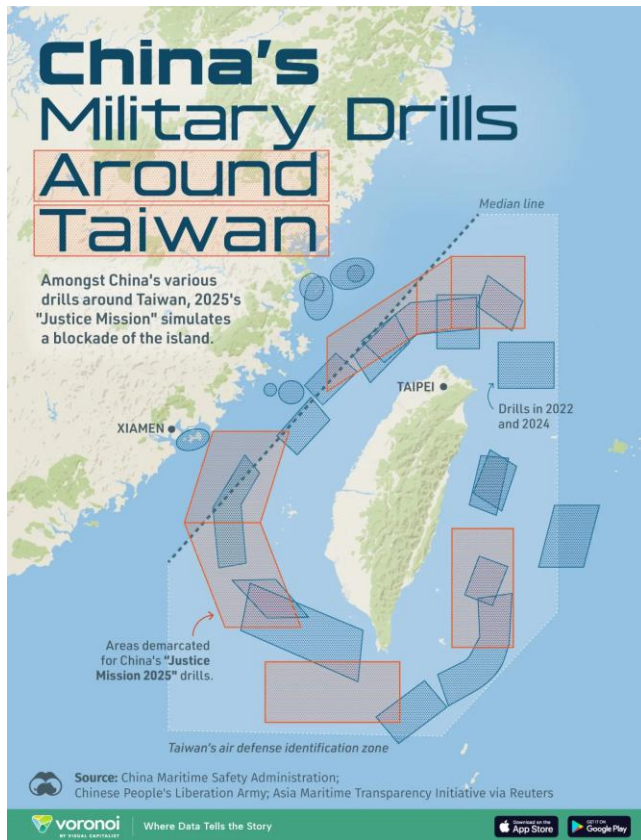 China's
Military Drills
Around
Taiwan
Amongst China's various
drills around Taiwan, 2025's
"Justice Mission" simulates
a blockade of the island.
Median line
TAIPEI
Drills in 2022
and 2024
XIAMEN
Areas demarcated
for China's "Justice
Mission 2025" drills.
Taiwan's air defense identification zone
Source: China Maritime Safety Administration;
Chinese People's Liberation Army; Asia Maritime Transparency Initiative via Reuters
voronoi
BY VISUAL CAPITALIST
Where Data Tells the Story
Download on the
App Store
GET IT ON
Google Play